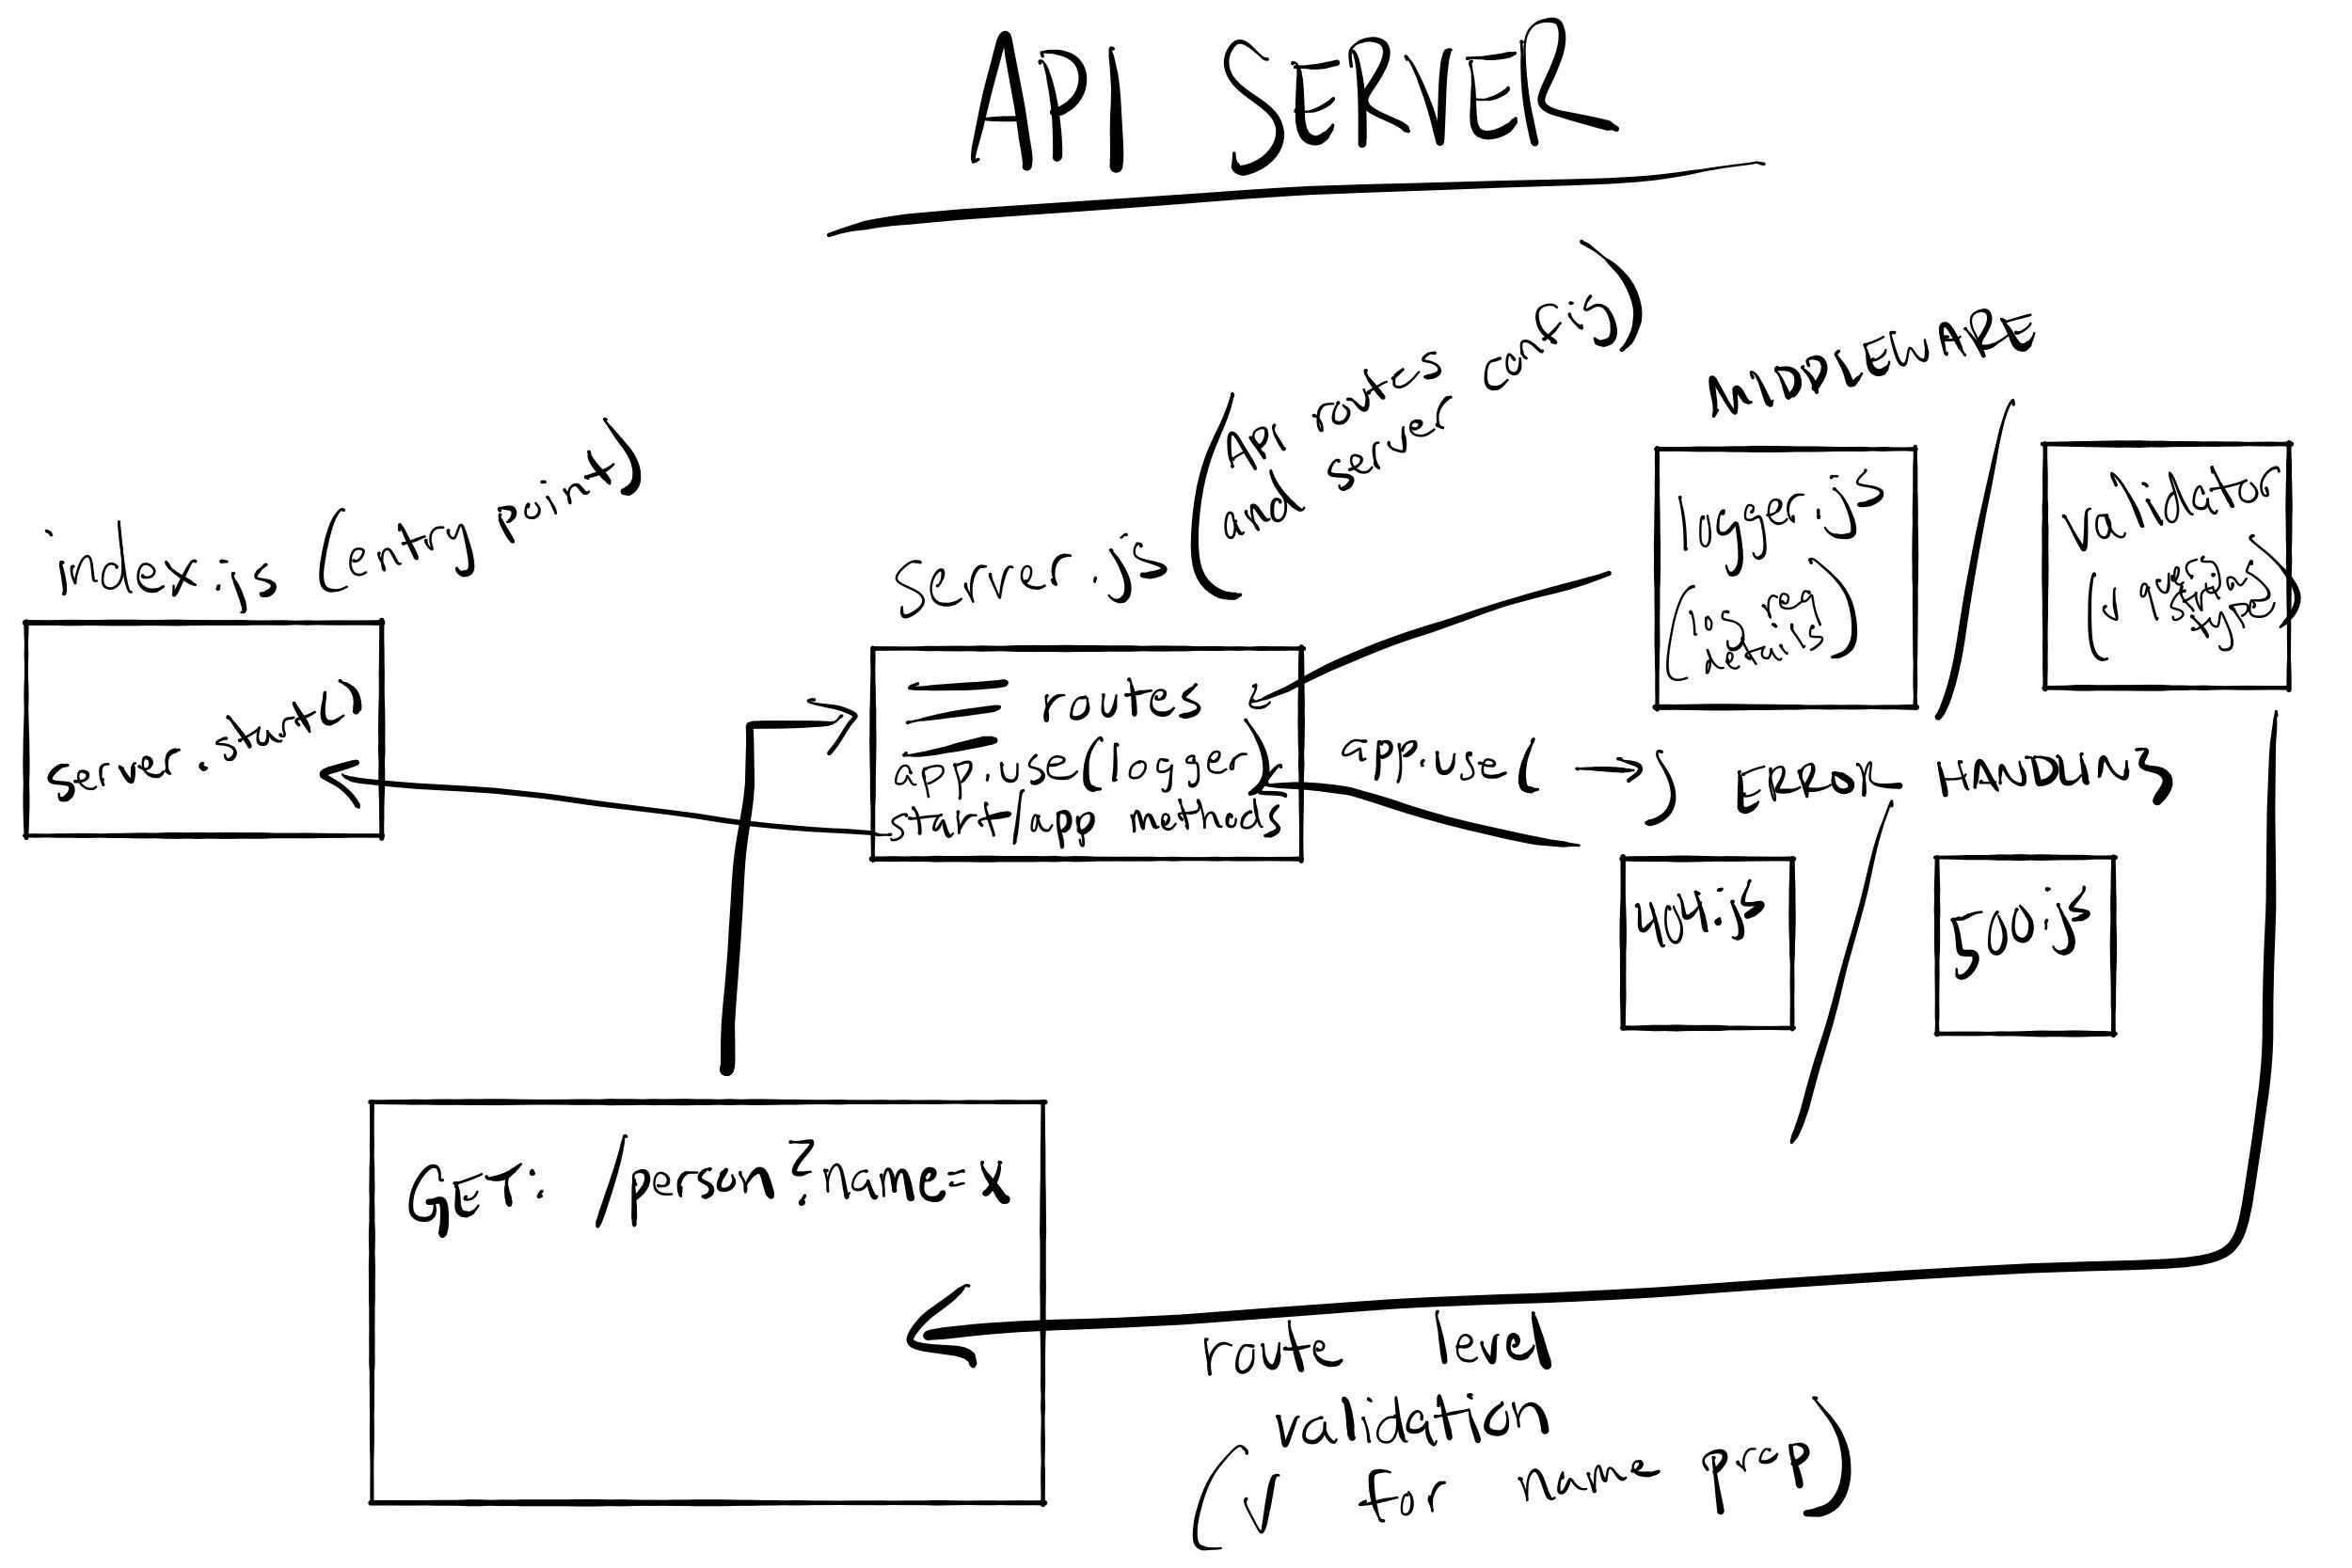 API SERVER
index.js (entry point)
server.start()
server.js (API routes
and server config)
routes
app.use(logger)
start/app methods
MIDDLEWARE
logger.js
(log req
details)
validator
(√ query
string
type)
app.use( → ) ERROR HANDLING
404.js
500.js
GET: /person?name=x
route level
validation
(√ for name prop)